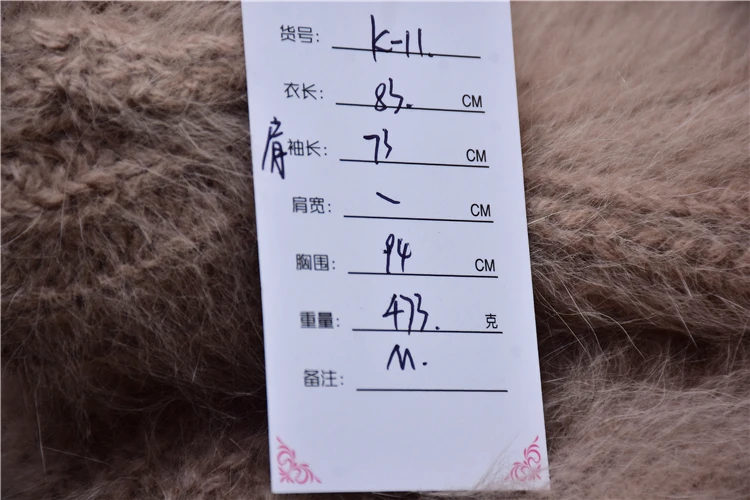 货号: K-11.
衣长: 83. CM
肩袖长: 73 CM
肩宽: - CM
胸围: 94 CM
重量: 473. 克
备注: M.